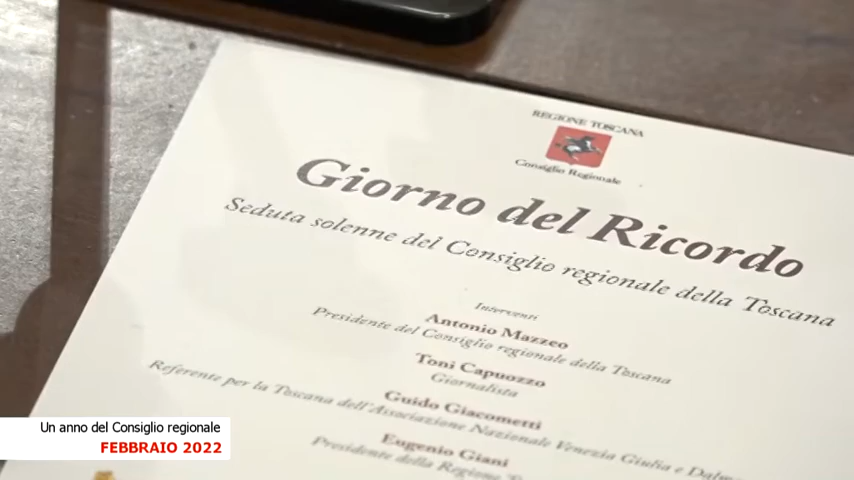 REGIONE TOSCANA
Consiglio Regionale
Giorno del Ricordo
Seduta solenne del Consiglio regionale della Toscana
Interventi
Antonio Mazzeo
Presidente del Consiglio regionale della Toscana
Toni Capuozzo
Giornalista
Guido Giacometti
Referente per la Toscana dell'Associazione Nazionale Venezia Giulia e Dalm
Eugenio Giani
Presidente della Regione
Un anno del Consiglio regionale
FEBBRAIO 2022